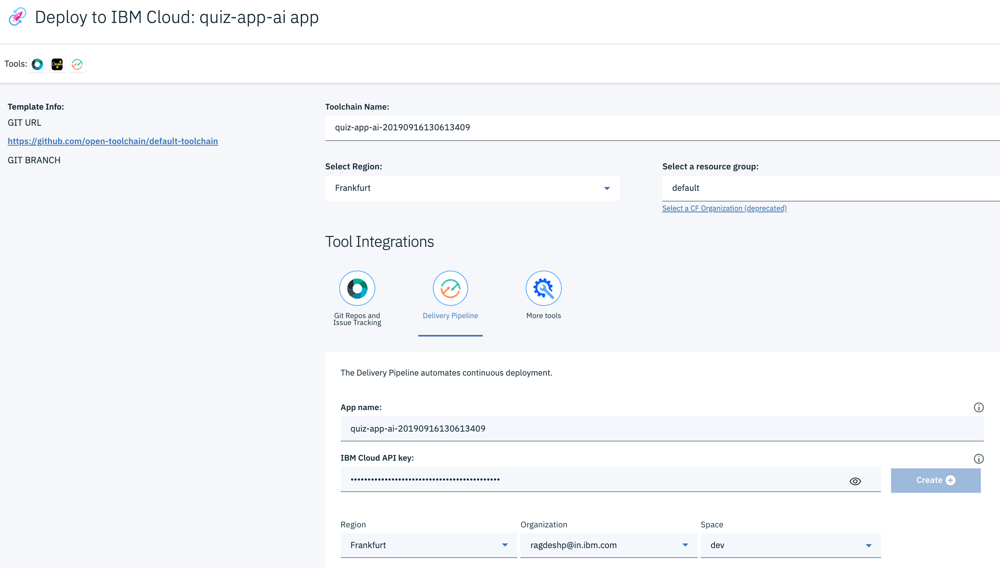 Deploy to IBM Cloud: quiz-app-ai app
Tools:
ORION
Template Info:
GIT URL
https://github.com/open-toolchain/default-toolchain
GIT BRANCH
Toolchain Name:
quiz-app-ai-20190916130613409
Select Region:
Frankfurt
Select a resource group:
default
Select a CF Organization (deprecated)
Tool Integrations
Git Repos and
Issue Tracking
Delivery Pipeline
More tools
The Delivery Pipeline automates continuous deployment.
App name:
quiz-app-ai-20190916130613409
IBM Cloud API key:
Create
Region
Organization
Space
Frankfurt
ragdeshp@in.ibm.com
dev